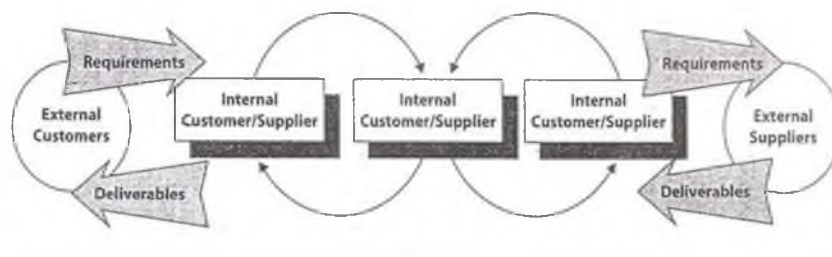 Requirements
External
Customers
Deliverables
Internal
Customer/Supplier
Internal
Customer/Supplier
Internal
Customer/Supplier
Requirements
External
Suppliers
Deliverables